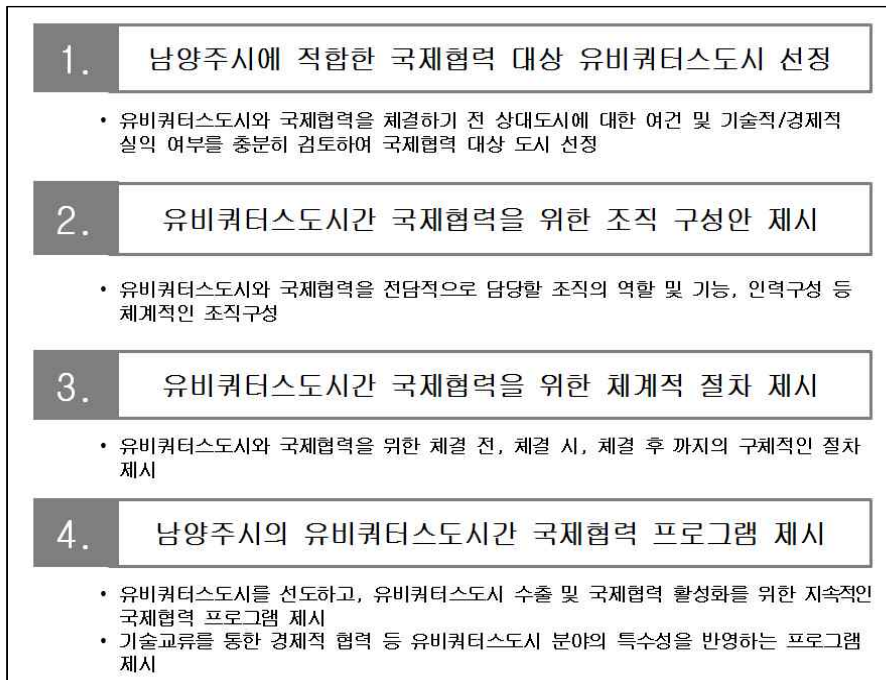 1. 남양주시에 적합한 국제협력 대상 유비쿼터스도시 선정
• 유비쿼터스도시와 국제협력을 체결하기 전 상대도시에 대한 여건 및 기술적/경제적
실익 여부를 충분히 검토하여 국제협력 대상 도시 선정
2. 유비쿼터스도시간 국제협력을 위한 조직 구성안 제시
• 유비쿼터스도시와 국제협력을 전담적으로 담당할 조직의 역할 및 기능, 인력구성 등
체계적인 조직구성
3. 유비쿼터스도시간 국제협력을 위한 체계적 절차 제시
• 유비쿼터스도시와 국제협력을 위한 체결 전, 체결 시, 체결 후 까지의 구체적인 절차
제시
4. 남양주시의 유비쿼터스도시간 국제협력 프로그램 제시
• 유비쿼터스도시를 선도하고, 유비쿼터스도시 수출 및 국제협력 활성화를 위한 지속적인
국제협력 프로그램 제시
• 기술교류를 통한 경제적 협력 등 유비쿼터스도시 분야의 특수성을 반영하는 프로그램
제시